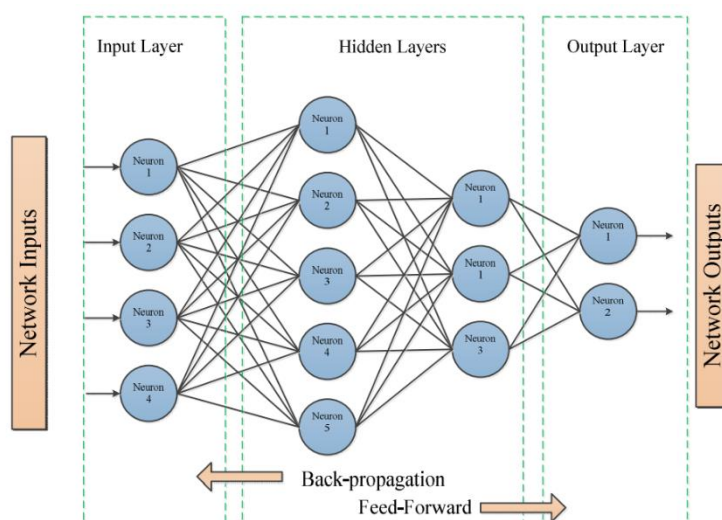 Input Layer
Hidden Layers
Output Layer
Network Inputs
Neuron
1
Neuron
2
Neuron
3
Neuron
4
Neuron
1
Neuron
2
Neuron
3
Neuron
4
Neuron
5
Neuron
1
Neuron
1
Neuron
3
Neuron
1
Neuron
2
Network Outputs
Back-propagation
Feed-Forward